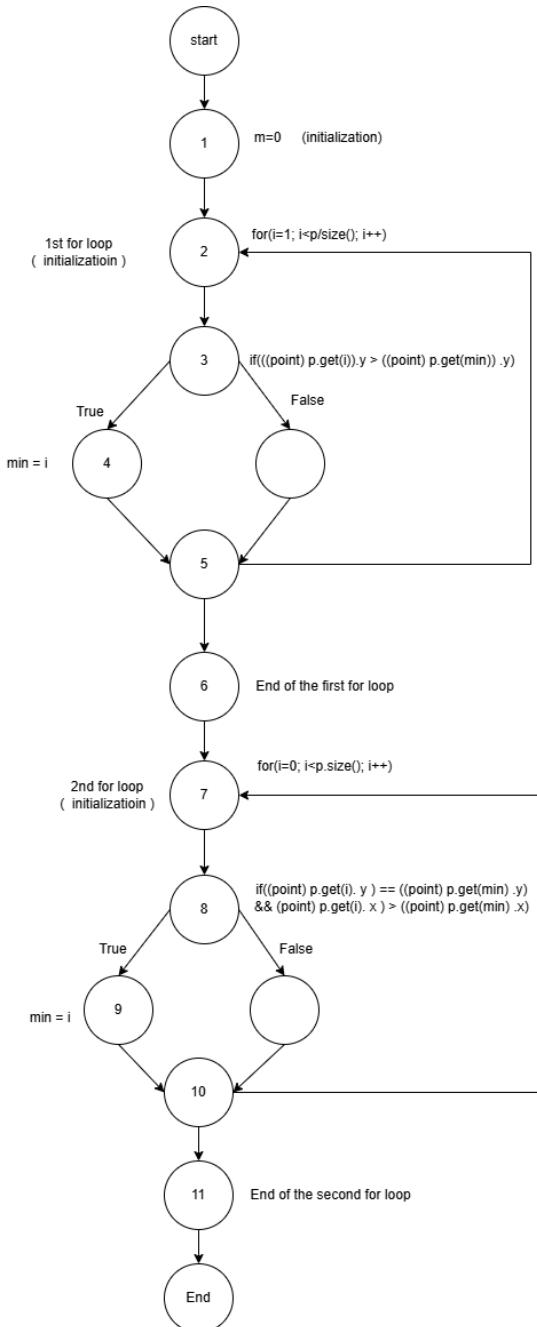 start
1
m=0 (initialization)
for(i=1; i<p/size(); i++)
1st for loop
( initializatioin )
2
3
if(((point) p.get(i)).y > ((point) p.get(min)) .y)
True
False
min = i
4
5
6
End of the first for loop
for(i=0; i<p.size(); i++)
2nd for loop
( initializatioin )
7
8
if((point) p.get(i). y ) == ((point) p.get(min) .y)
&& (point) p.get(i). x ) > ((point) p.get(min) .x)
True
False
min = i
9
10
11
End of the second for loop
End